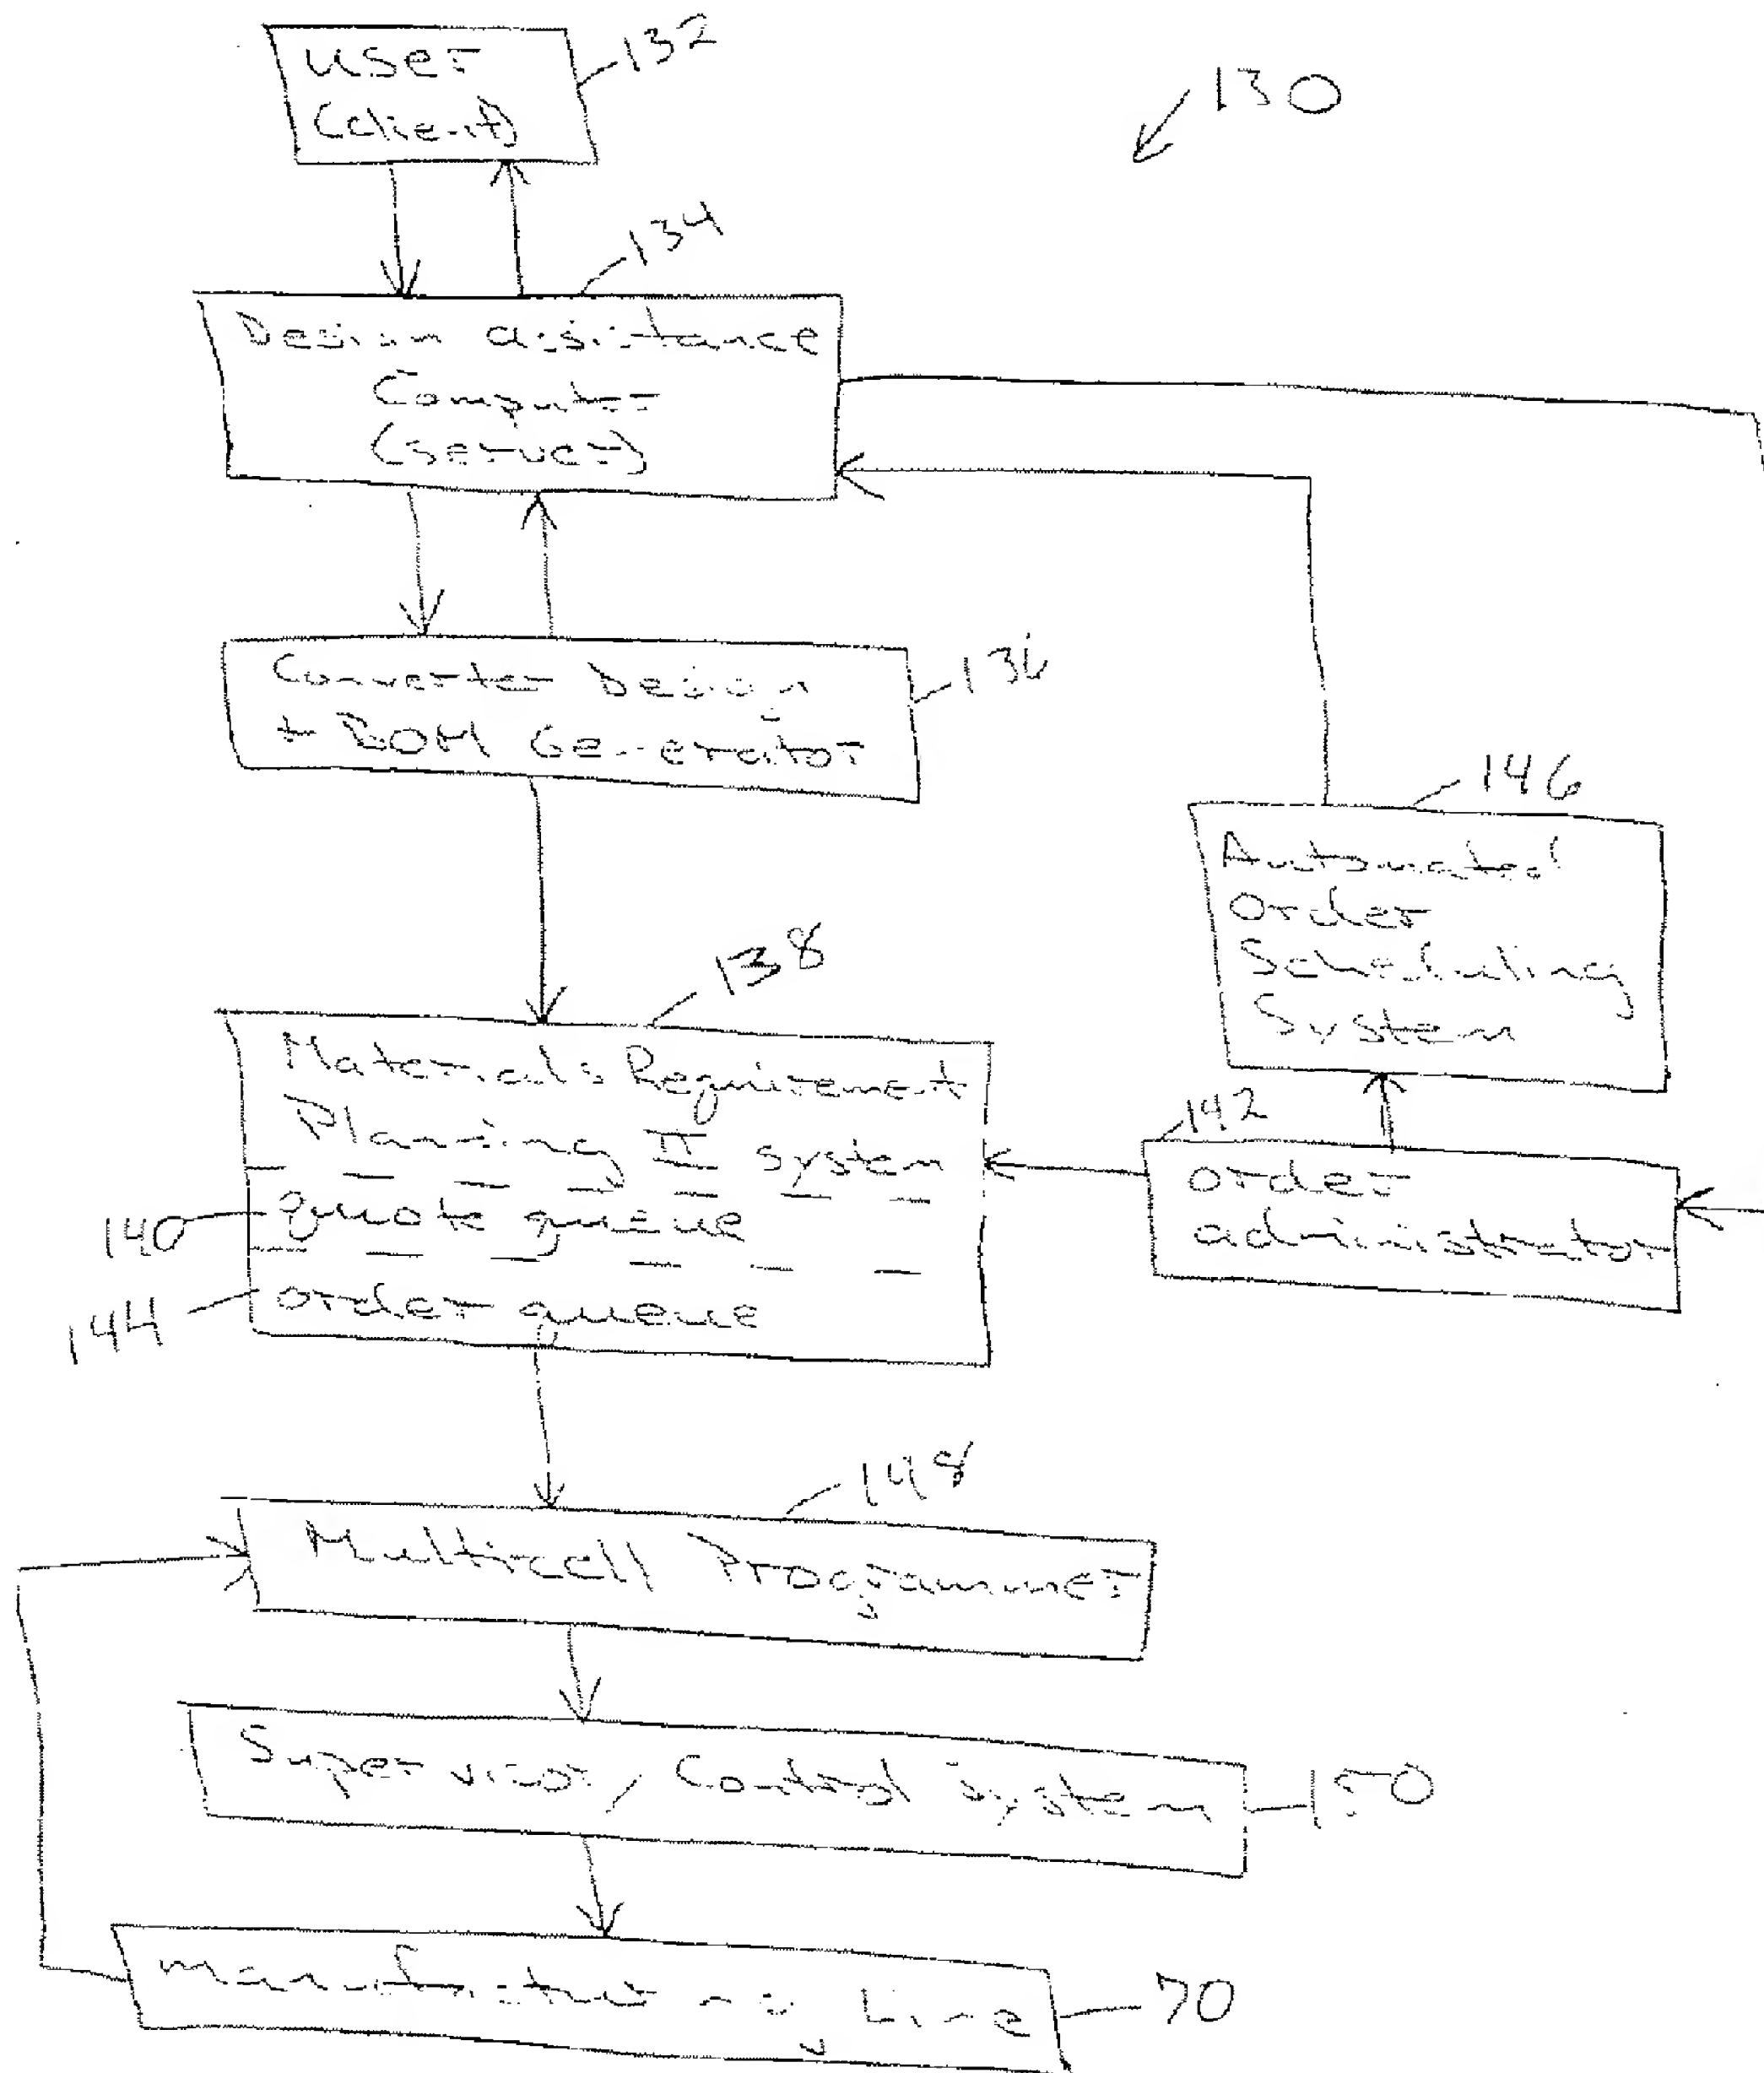 user
(client)
132
130
134
Design assistance
Computer
(server)
Converter Design
+ BOM Generator
136
146
Automated
Order
Scheduling
System
138
Materials Requirement
Planning II system
140
quote queue
144
order queue
142
order
administrator
148
Multicell Programmer
Supervisor/Control System
150
manufacturing Line
70